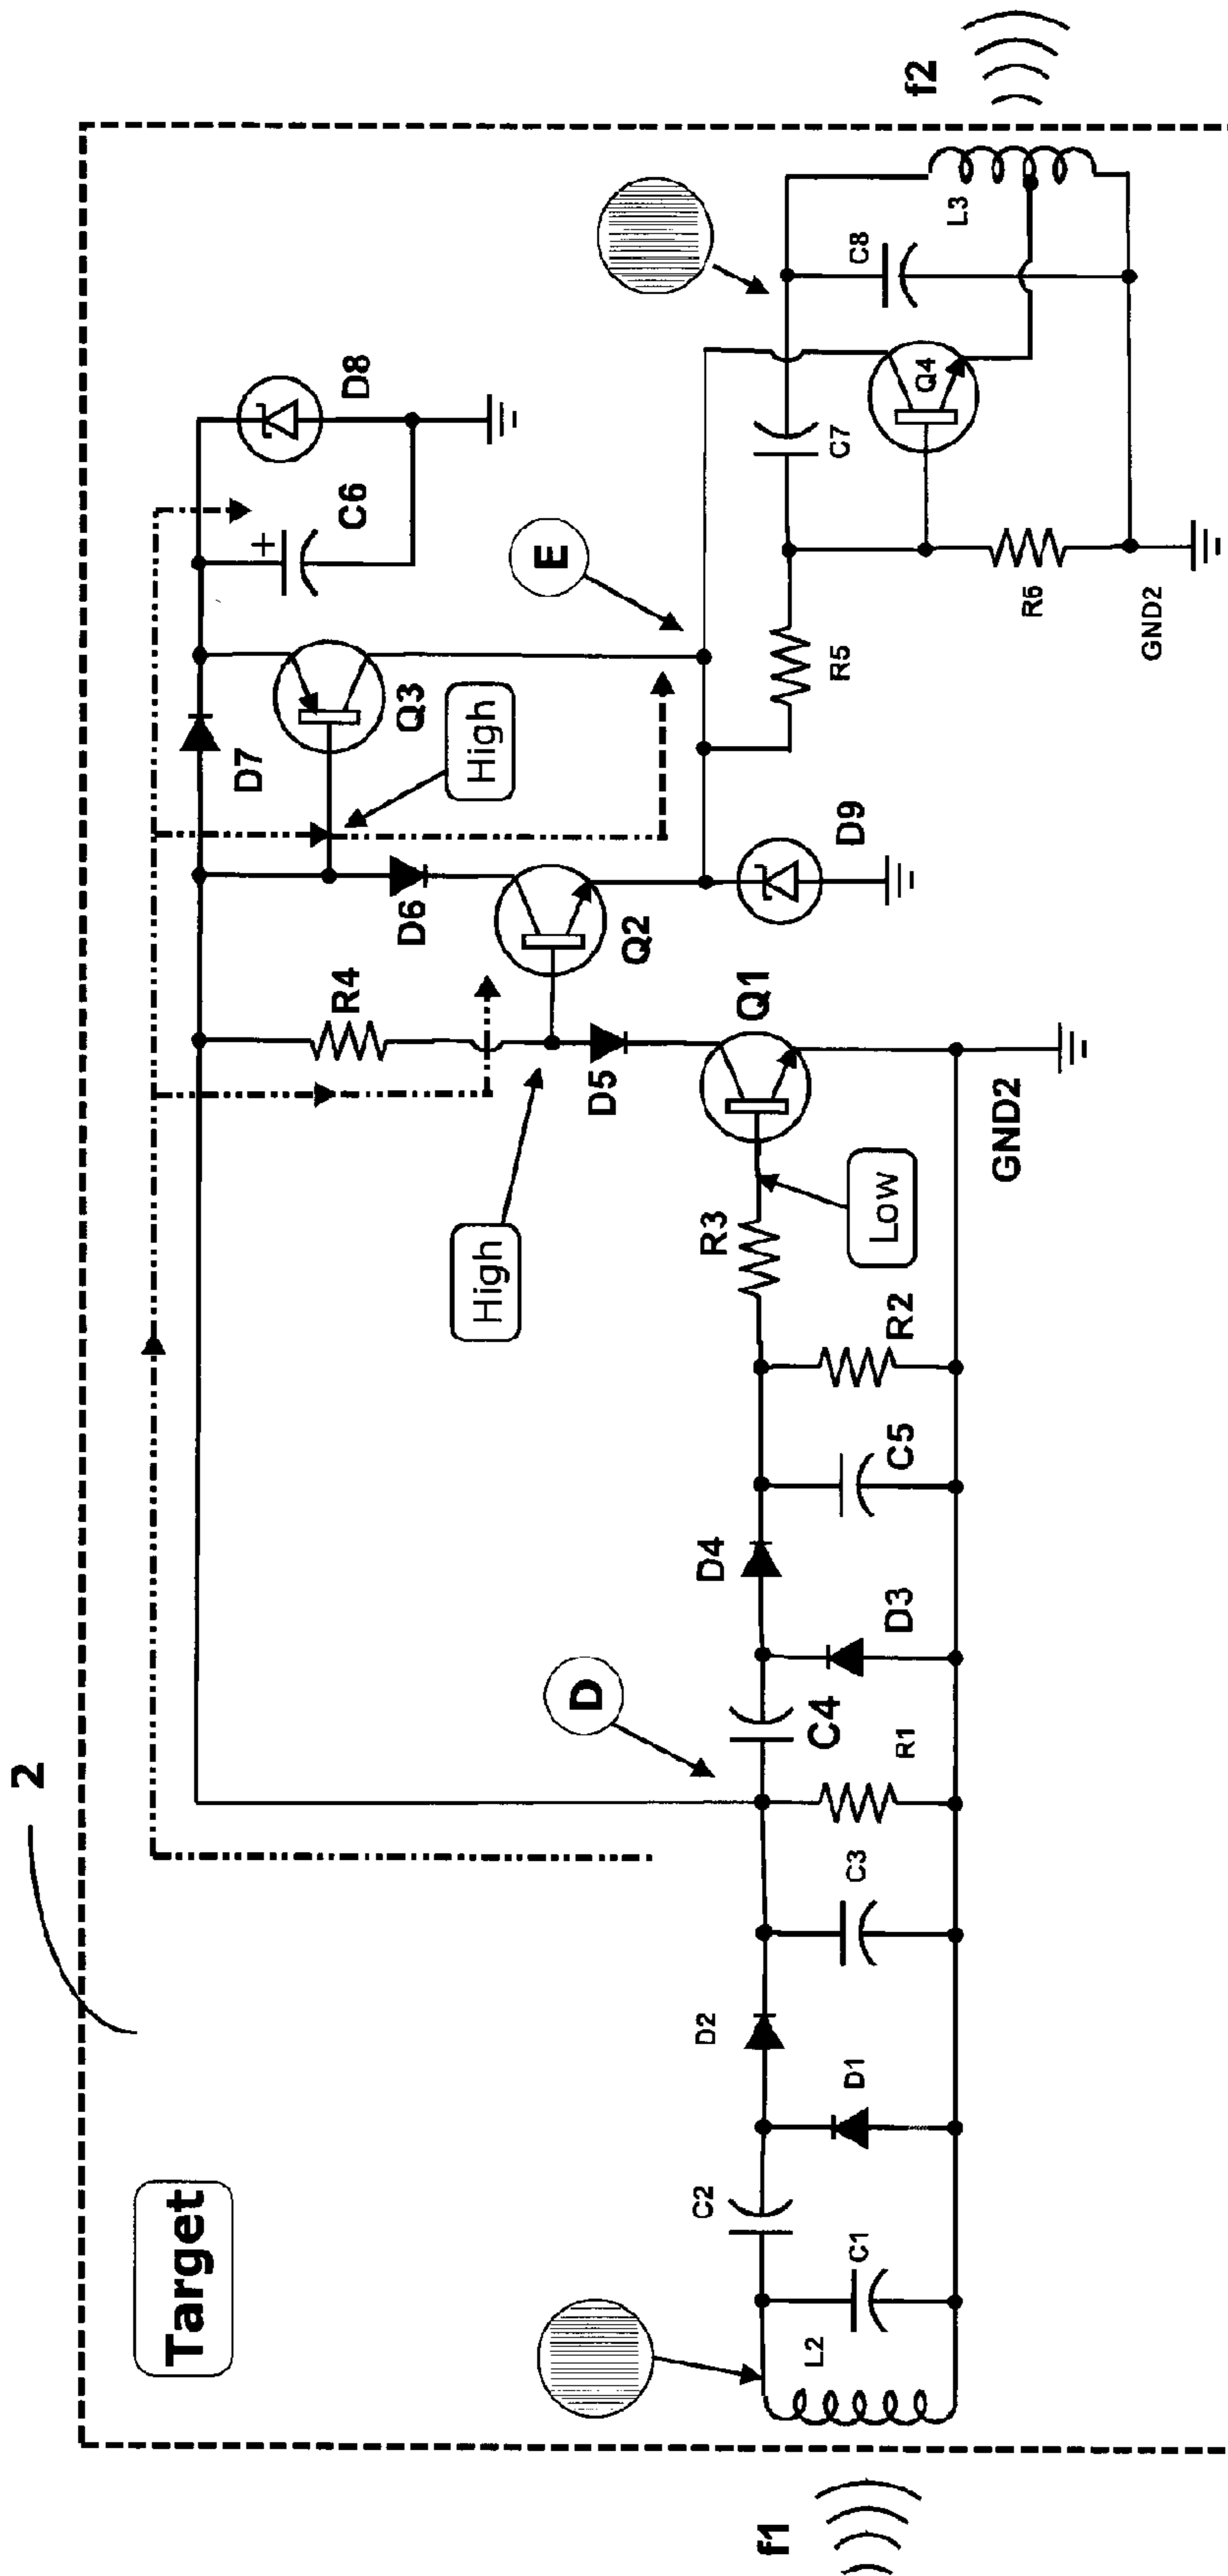 2
Target
f1
L2
C1
C2
D1
D2
C3
R1
D
C4
D3
D4
C5
R2
R3
Low
High
Q1
GND2
D5
R4
Q2
D6
D7
High
Q3
D9
E
C6
+
D8
R5
R6
GND2
C7
Q4
C8
L3
f2